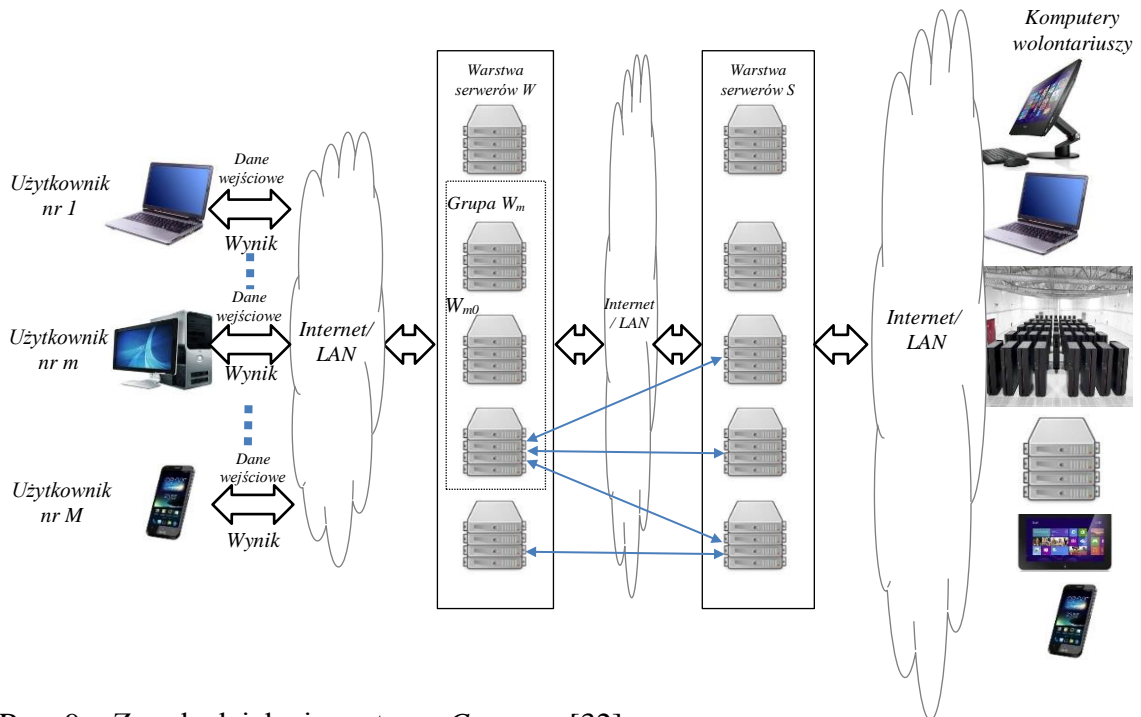 Komputery
wolontariuszy
Warstwa
serwerów W
Warstwa
serwerów S
Dane
wejściowe
Użytkownik
nr 1
Wynik
Grupa Wm
Wm0
Dane
wejściowe
Użytkownik
nr m
Wynik
Internet/
LAN
Internet
/ LAN
Internet/
LAN
Dane
wejściowe
Użytkownik
nr M
Wynik